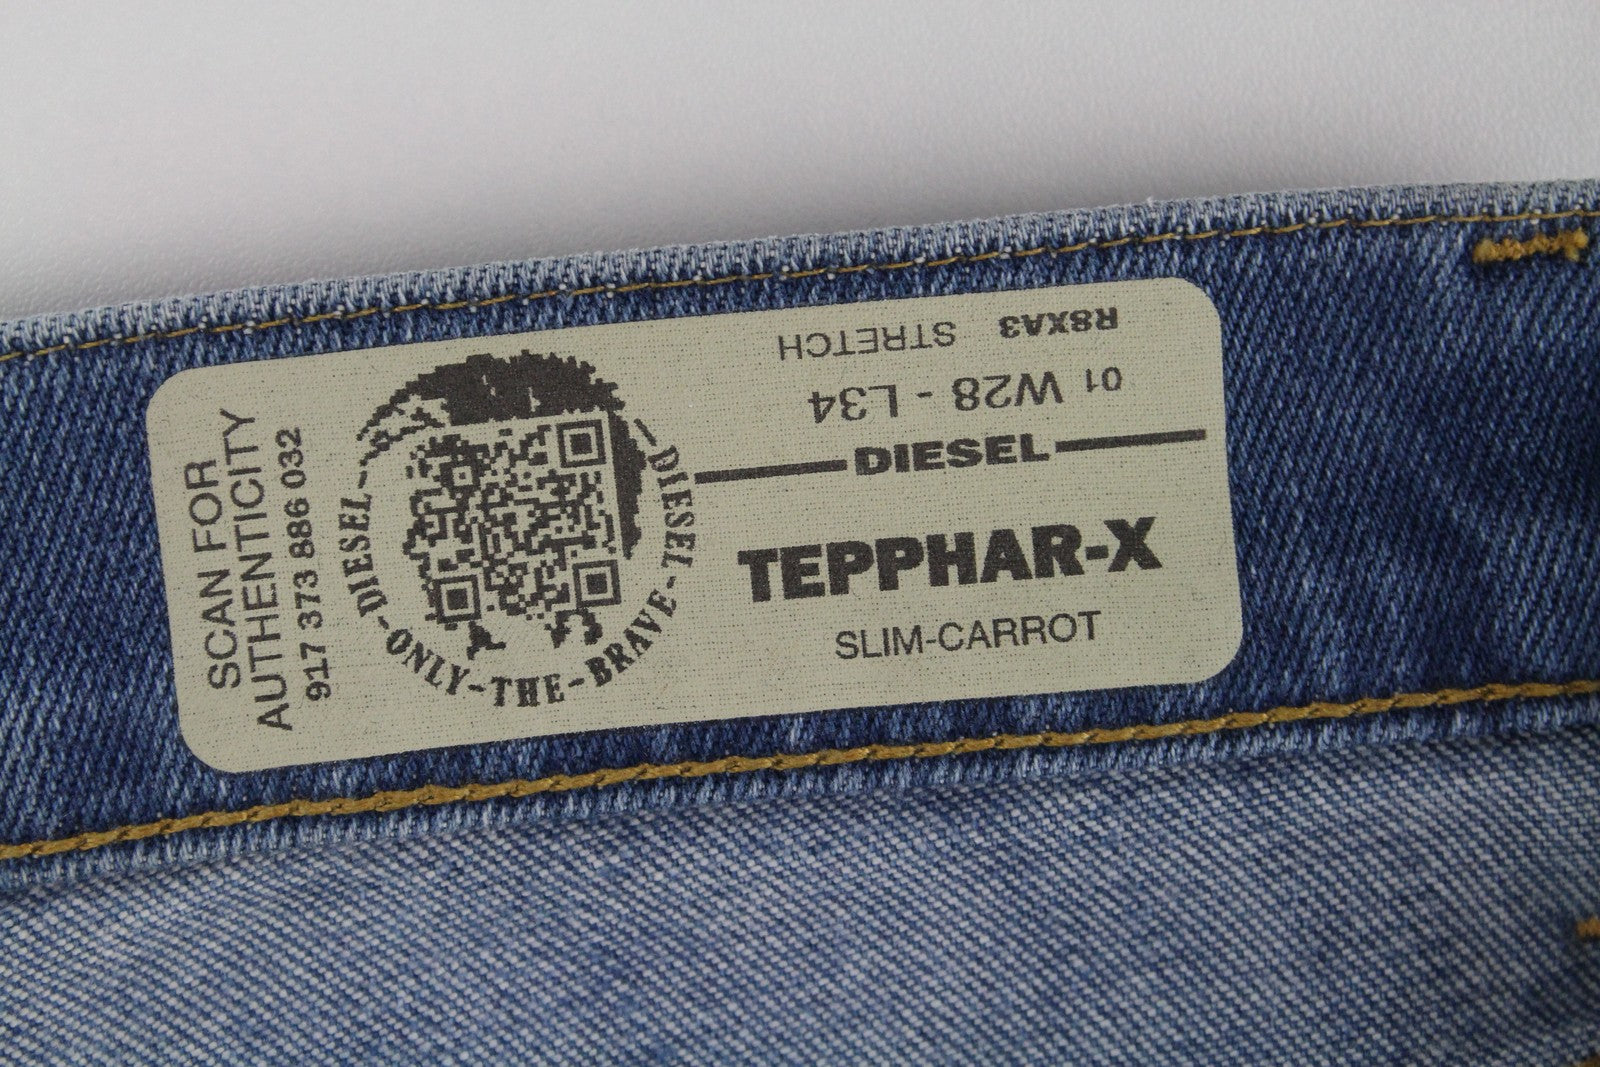 SCAN FOR
AUTHENTICITY
917 373 886 032
DIESEL-ONLY-THE-BRAVE-DIESEL-
R8XA3 STRETCH
01 W28 - L34
DIESEL
TEPPHAR-X
SLIM-CARROT